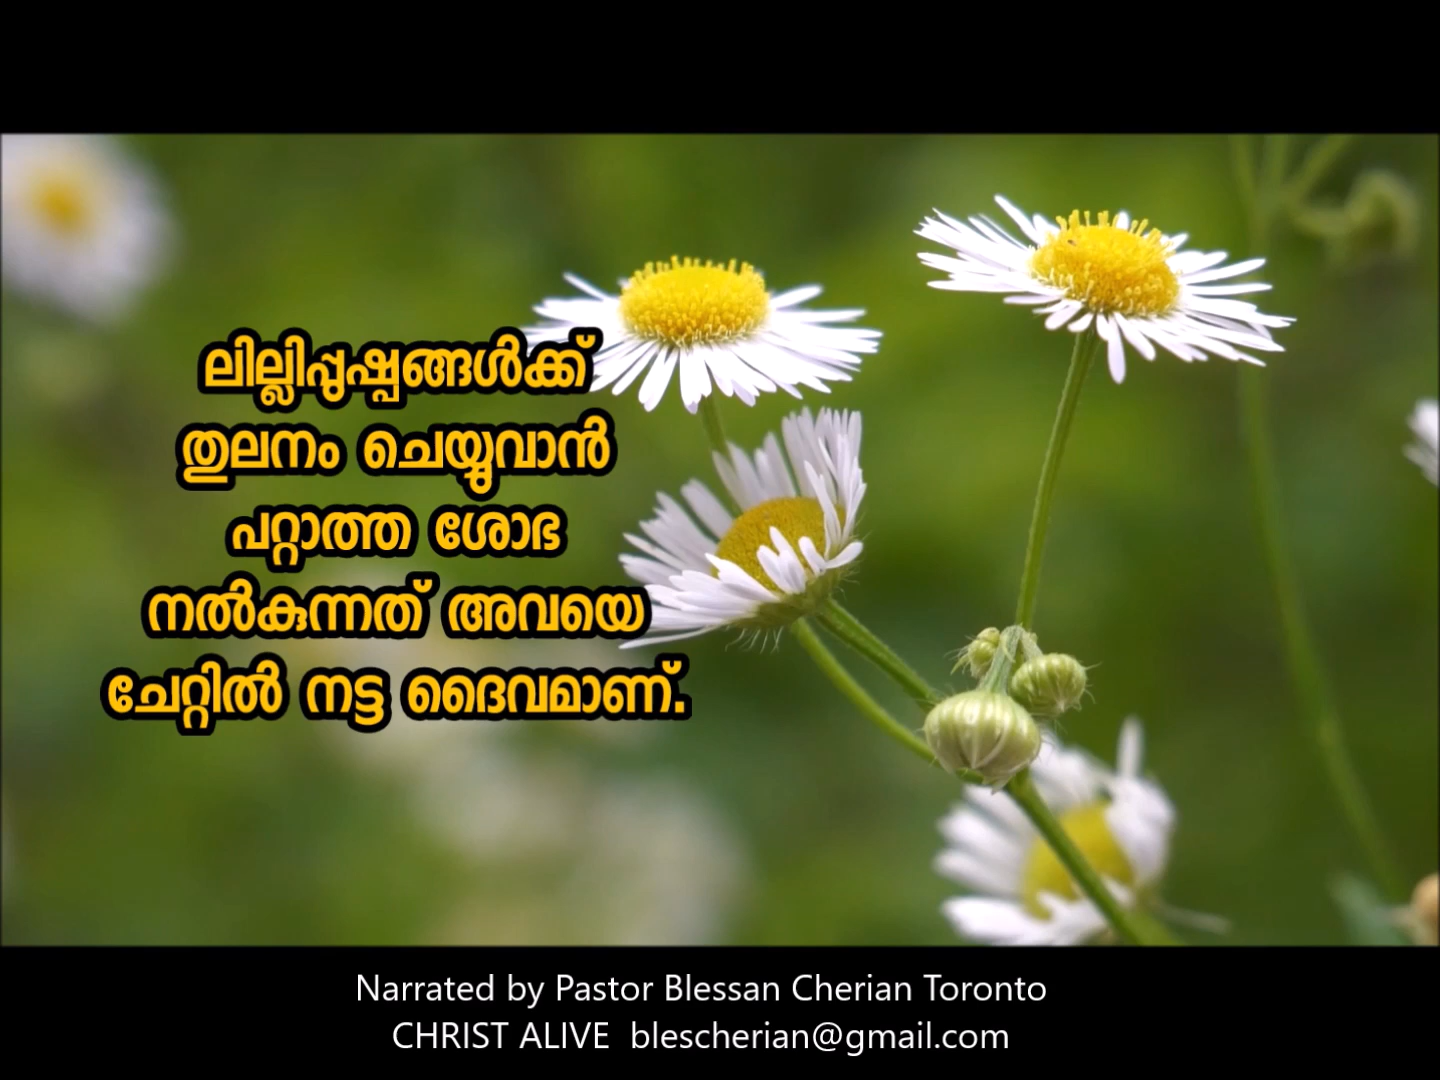 ലില്ലിപ്പുഷ്പങ്ങൾക്ക്
തുലനം ചെയ്യുവാൻ
പറ്റാത്ത ശോഭ
നൽകുന്നത് അവയെ
ചേറ്റിൽ നട്ട ദൈവമാണ്.
Narrated by Pastor Blessan Cherian Toronto
CHRIST ALIVE blescherian@gmail.com